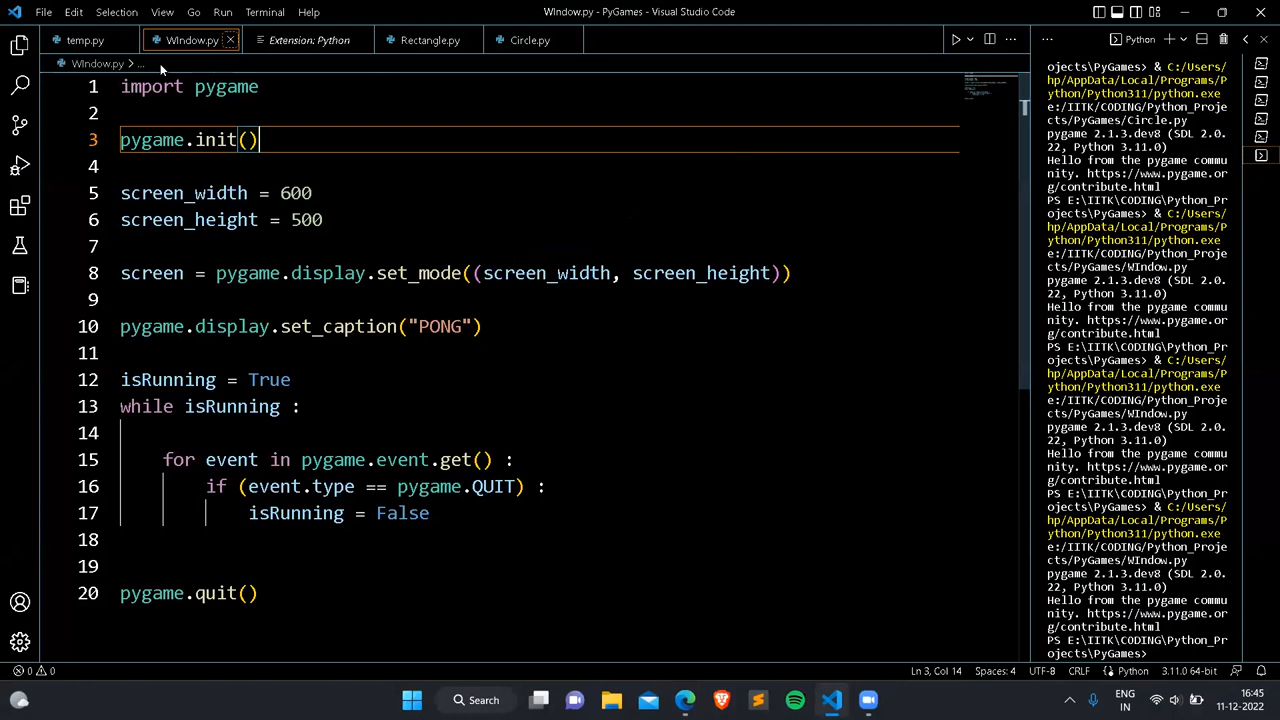 File Edit Selection View Go Run Terminal Help
WIndow.py - PyGames - Visual Studio Code
temp.py WIndow.py Extension: Python Rectangle.py Circle.py
WIndow.py > ...
1 import pygame
2
3 pygame.init()
4
5 screen_width = 600
6 screen_height = 500
7
8 screen = pygame.display.set_mode((screen_width, screen_height))
9
10 pygame.display.set_caption("PONG")
11
12 isRunning = True
13 while isRunning :
14
15 for event in pygame.event.get() :
16 if (event.type == pygame.QUIT) :
17 isRunning = False
18
19
20 pygame.quit()
Python
ojects\PyGames> & C:/Users/
hp/AppData/Local/Programs/P
ython/Python311/python.exe
e:/IITK/CODING/Python_Proje
cts/PyGames/Circle.py
pygame 2.1.3.dev8 (SDL 2.0.
22, Python 3.11.0)
Hello from the pygame commu
nity. https://www.pygame.or
g/contribute.html
PS E:\IITK\CODING\Python_Pr
ojects\PyGames> & C:/Users/
hp/AppData/Local/Programs/P
ython/Python311/python.exe
e:/IITK/CODING/Python_Proje
cts/PyGames/WIndow.py
pygame 2.1.3.dev8 (SDL 2.0.
22, Python 3.11.0)
Hello from the pygame commu
nity. https://www.pygame.or
g/contribute.html
PS E:\IITK\CODING\Python_Pr
ojects\PyGames> & C:/Users/
hp/AppData/Local/Programs/P
ython/Python311/python.exe
e:/IITK/CODING/Python_Proje
cts/PyGames/WIndow.py
pygame 2.1.3.dev8 (SDL 2.0.
22, Python 3.11.0)
Hello from the pygame commu
nity. https://www.pygame.or
g/contribute.html
PS E:\IITK\CODING\Python_Pr
ojects\PyGames> & C:/Users/
hp/AppData/Local/Programs/P
ython/Python311/python.exe
e:/IITK/CODING/Python_Proje
cts/PyGames/WIndow.py
pygame 2.1.3.dev8 (SDL 2.0.
22, Python 3.11.0)
Hello from the pygame commu
nity. https://www.pygame.or
g/contribute.html
PS E:\IITK\CODING\Python_Pr
ojects\PyGames>
0 0 Ln 3, Col 14 Spaces: 4 UTF-8 CRLF Python 3.11.0 64-bit
Search ENG 16:45
IN 11-12-2022